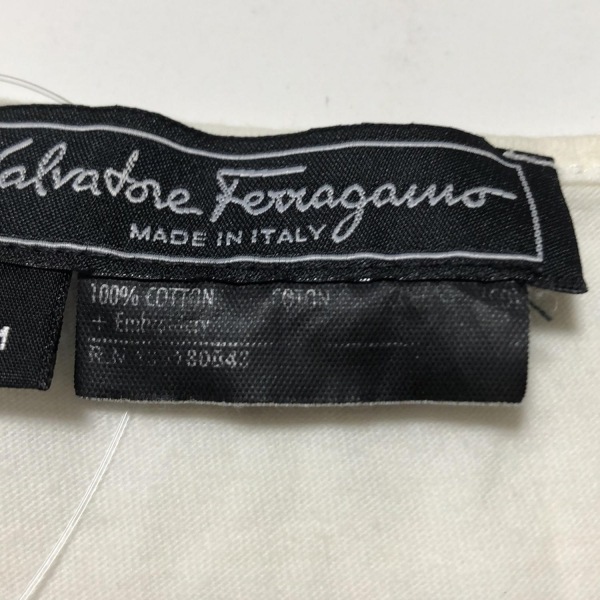 Salvatore Ferragamo
MADE IN ITALY
100% COTTON COTON
+ Embroidery